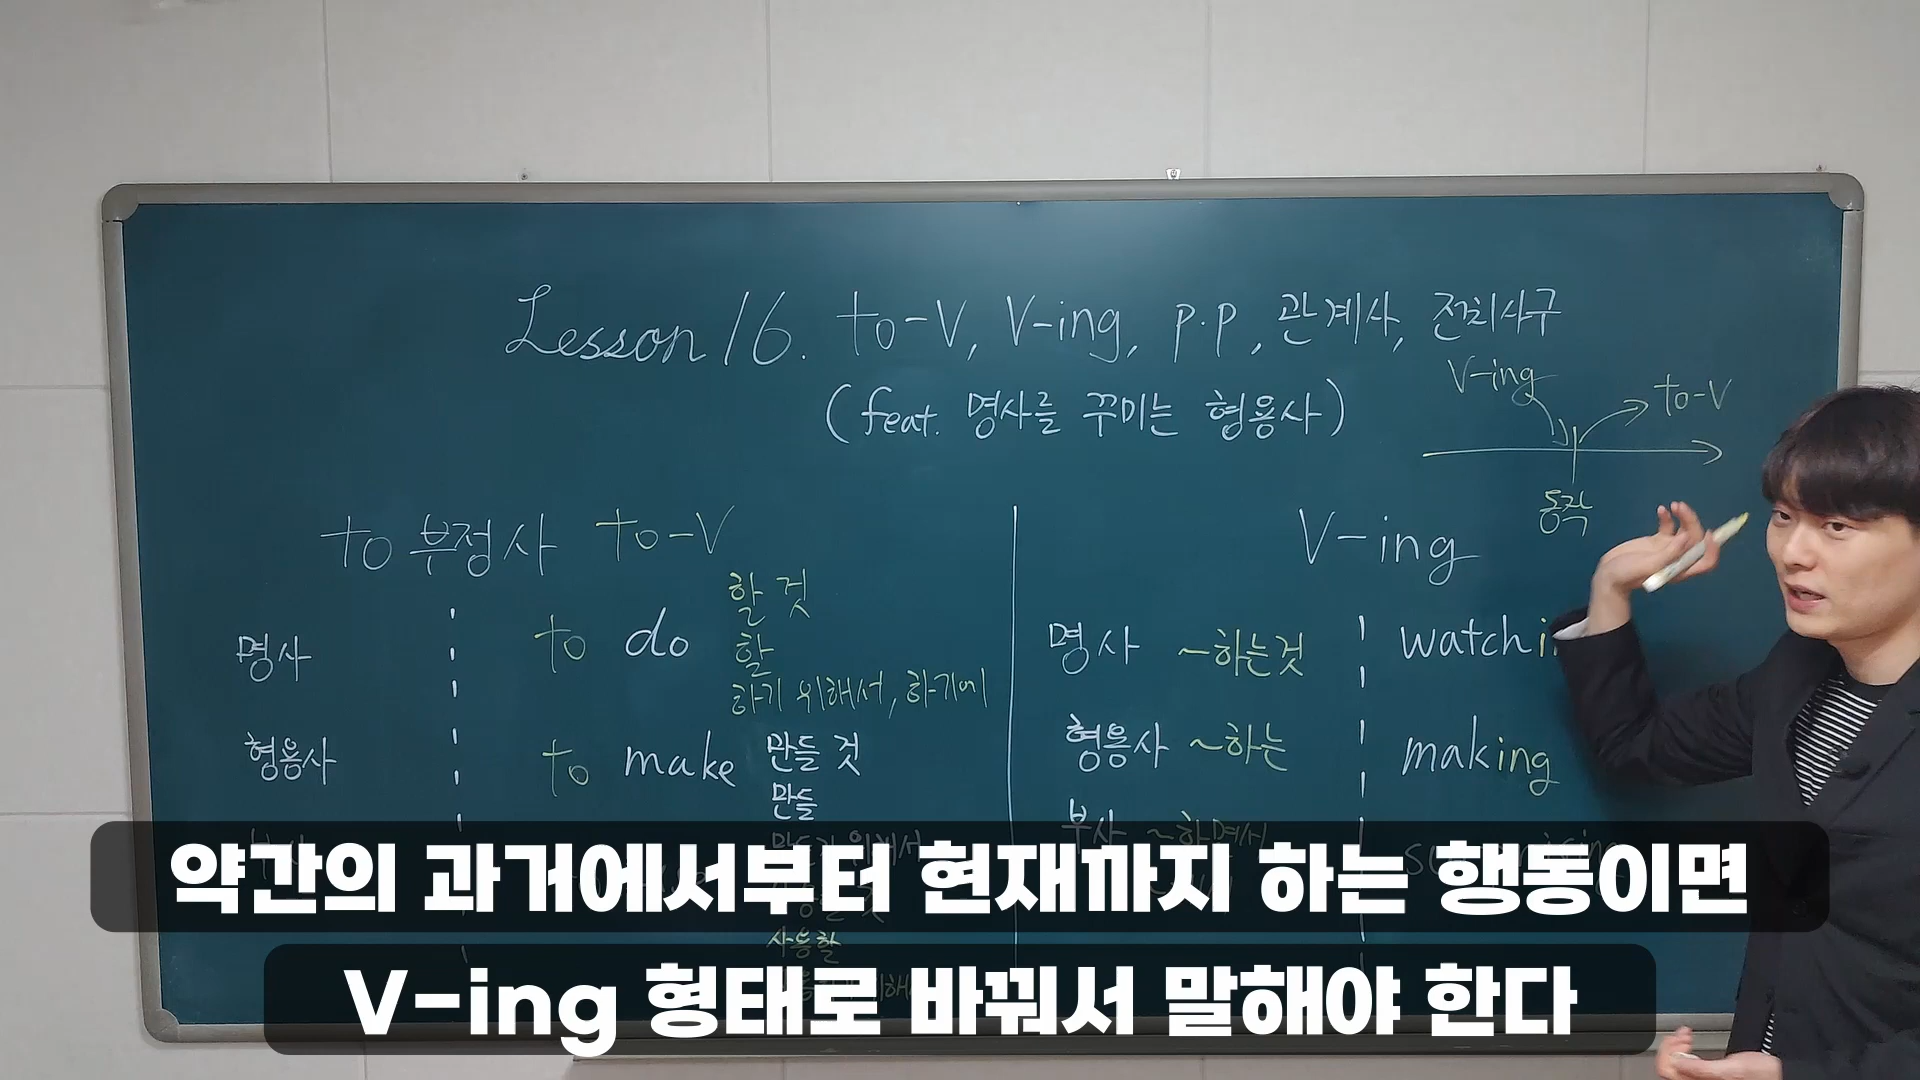 Lesson 16. to-V, V-ing, P.P, 관계사, 전치사구
(feat. 명사를 꾸미는 형용사)
V-ing
to-V
동작
to 부정사 to-V
할 것
명사 to do 할
하기 위해서, 하기에
형용사 to make 만들 것
만들
사용할
V-ing
명사 ~하는것 watchi
형용사 ~하는 making
부사 ~하면서
약간의 과거에서부터 현재까지 하는 행동이면
V-ing 형태로 바꿔서 말해야 한다